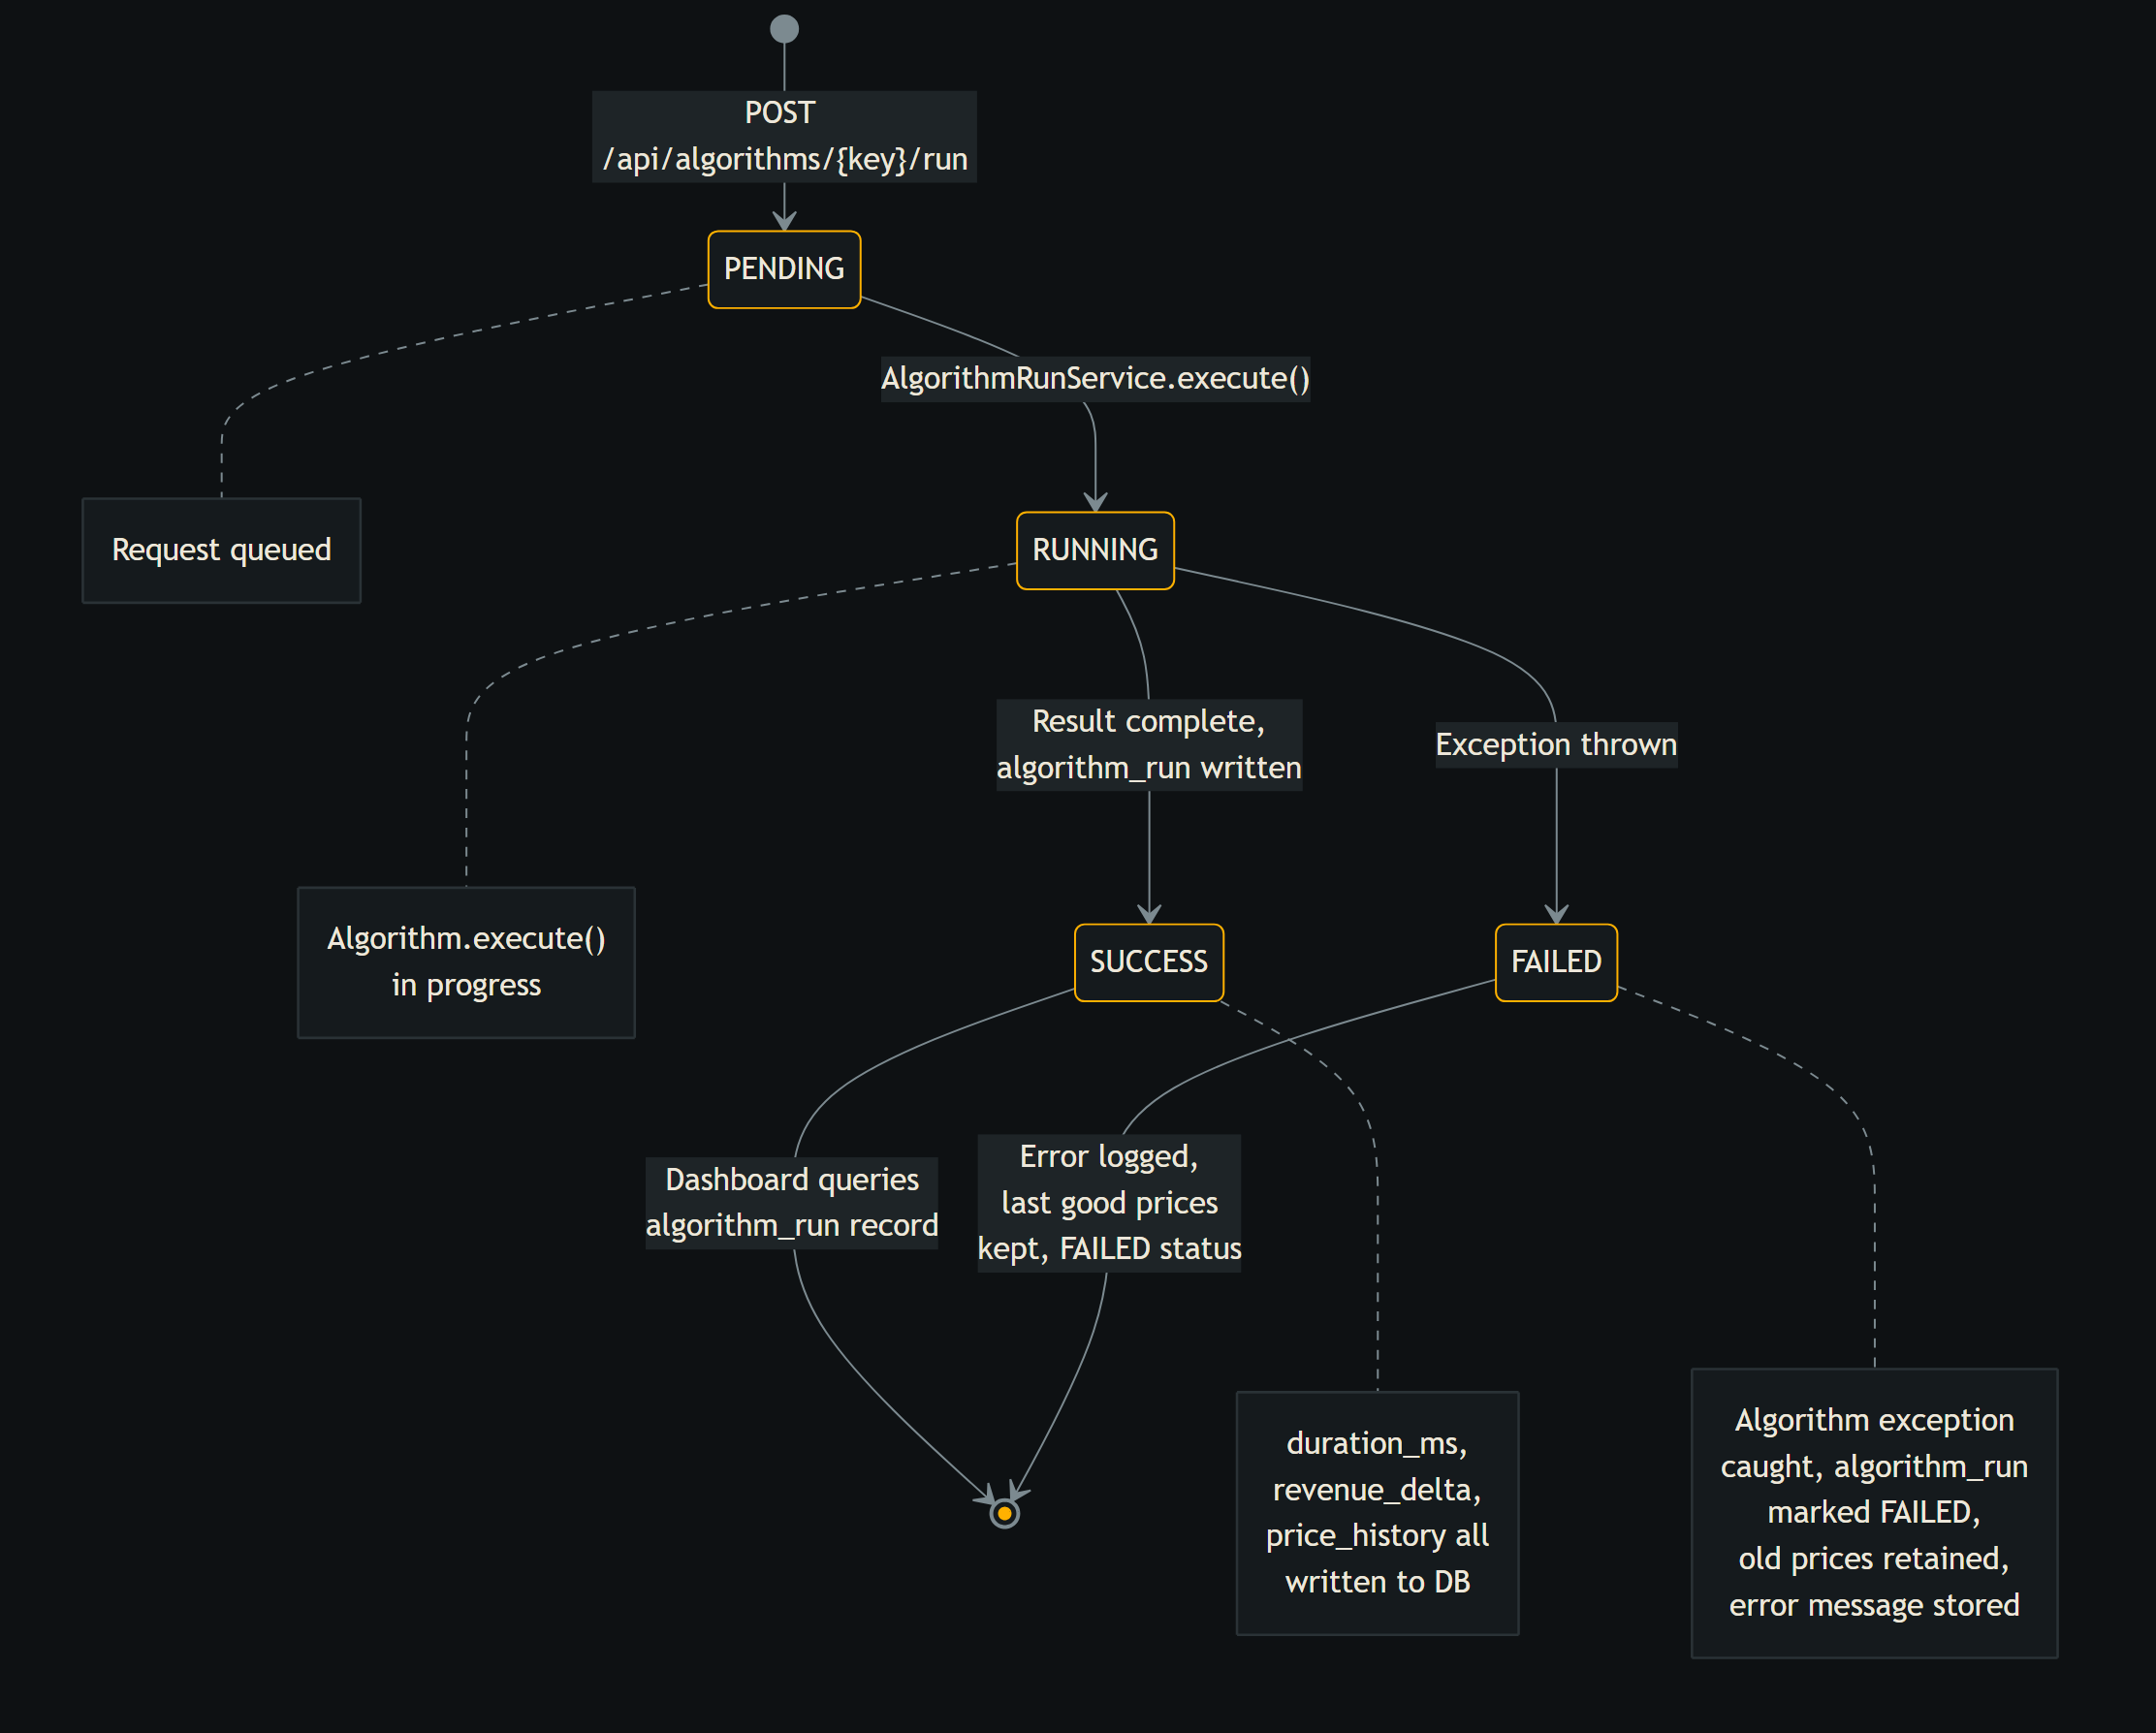 POST
/api/algorithms/{key}/run
PENDING
AlgorithmRunService.execute()
Request queued
RUNNING
Result complete,
algorithm_run written
Exception thrown
Algorithm.execute()
in progress
SUCCESS
FAILED
Dashboard queries
algorithm_run record
Error logged,
last good prices
kept, FAILED status
duration_ms,
revenue_delta,
price_history all
written to DB
Algorithm exception
caught, algorithm_run
marked FAILED,
old prices retained,
error message stored